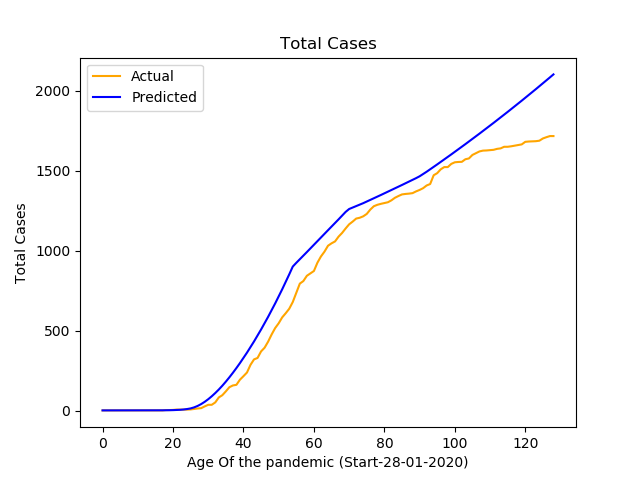 Total Cases
Actual
Predicted
2000
1500
1000
500
0
Total Cases
0 20 40 60 80 100 120
Age Of the pandemic (Start-28-01-2020)